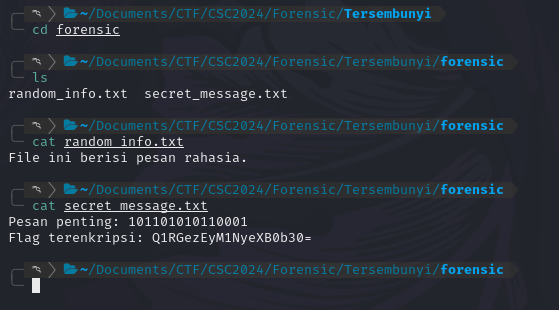 ~/Documents/CTF/CSC2024/Forensic/Tersembunyi
cd forensic
~/Documents/CTF/CSC2024/Forensic/Tersembunyi/forensic
ls
random_info.txt  secret_message.txt
~/Documents/CTF/CSC2024/Forensic/Tersembunyi/forensic
cat random_info.txt
File ini berisi pesan rahasia.
~/Documents/CTF/CSC2024/Forensic/Tersembunyi/forensic
cat secret_message.txt
Pesan penting: 101101010110001
Flag terenkripsi: Q1RGezEyM1NyeXB0b30=
~/Documents/CTF/CSC2024/Forensic/Tersembunyi/forensic